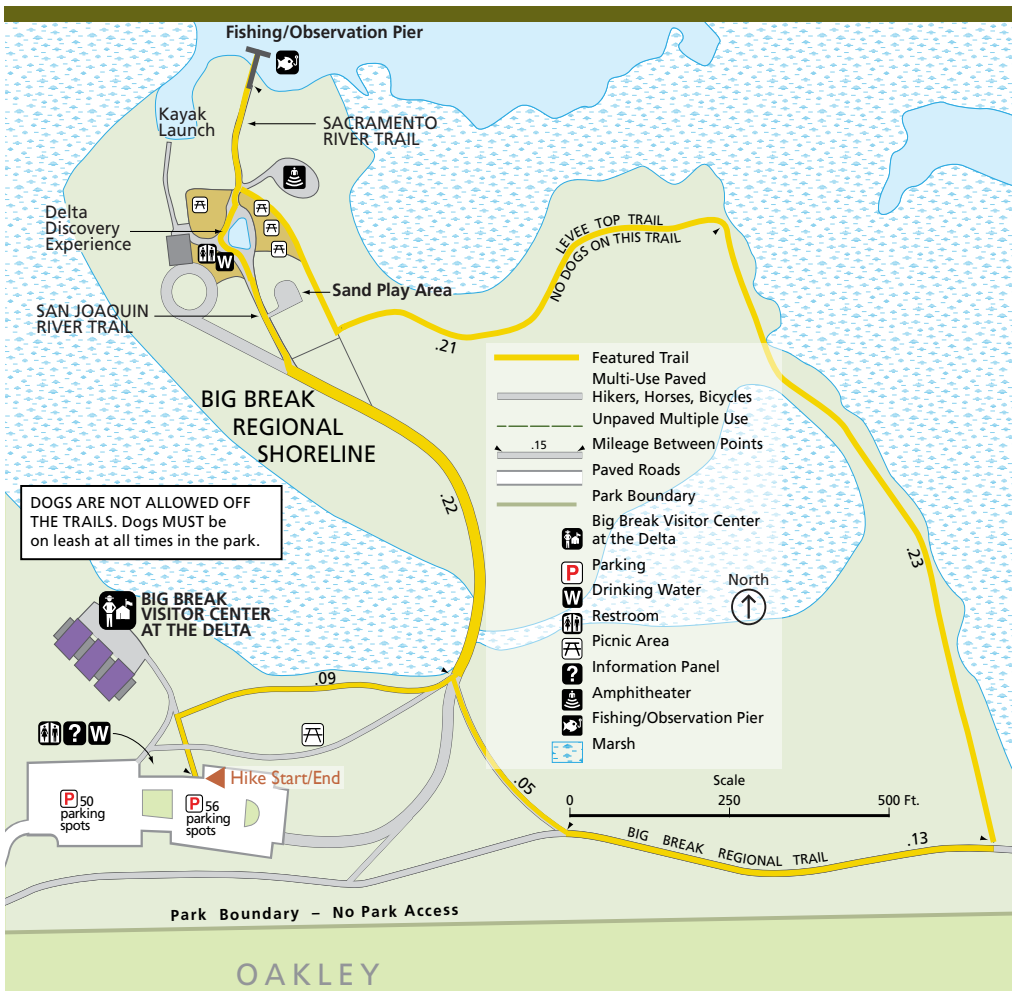 Fishing/Observation Pier
Kayak
Launch
SACRAMENTO
RIVER TRAIL
Delta
Discovery
Experience
W
Sand Play Area
SAN JOAQUIN
RIVER TRAIL
LEVEE TOP TRAIL
NO DOGS ON THIS TRAIL
.21
BIG BREAK
REGIONAL
SHORELINE
.22
.23
Featured Trail
Multi-Use Paved
Hikers, Horses, Bicycles
Unpaved Multiple Use
.15
Mileage Between Points
Paved Roads
Park Boundary
Big Break Visitor Center
at the Delta
P
Parking
W
Drinking Water
Restroom
Picnic Area
?
Information Panel
Amphitheater
Fishing/Observation Pier
Marsh
North
DOGS ARE NOT ALLOWED OFF
THE TRAILS. Dogs MUST be
on leash at all times in the park.
BIG BREAK
VISITOR CENTER
AT THE DELTA
.09
? W
Hike Start/End
P 50
parking
spots
P 56
parking
spots
.05
Scale
0 250 500 Ft.
BIG BREAK REGIONAL TRAIL
.13
Park Boundary – No Park Access
OAKLEY